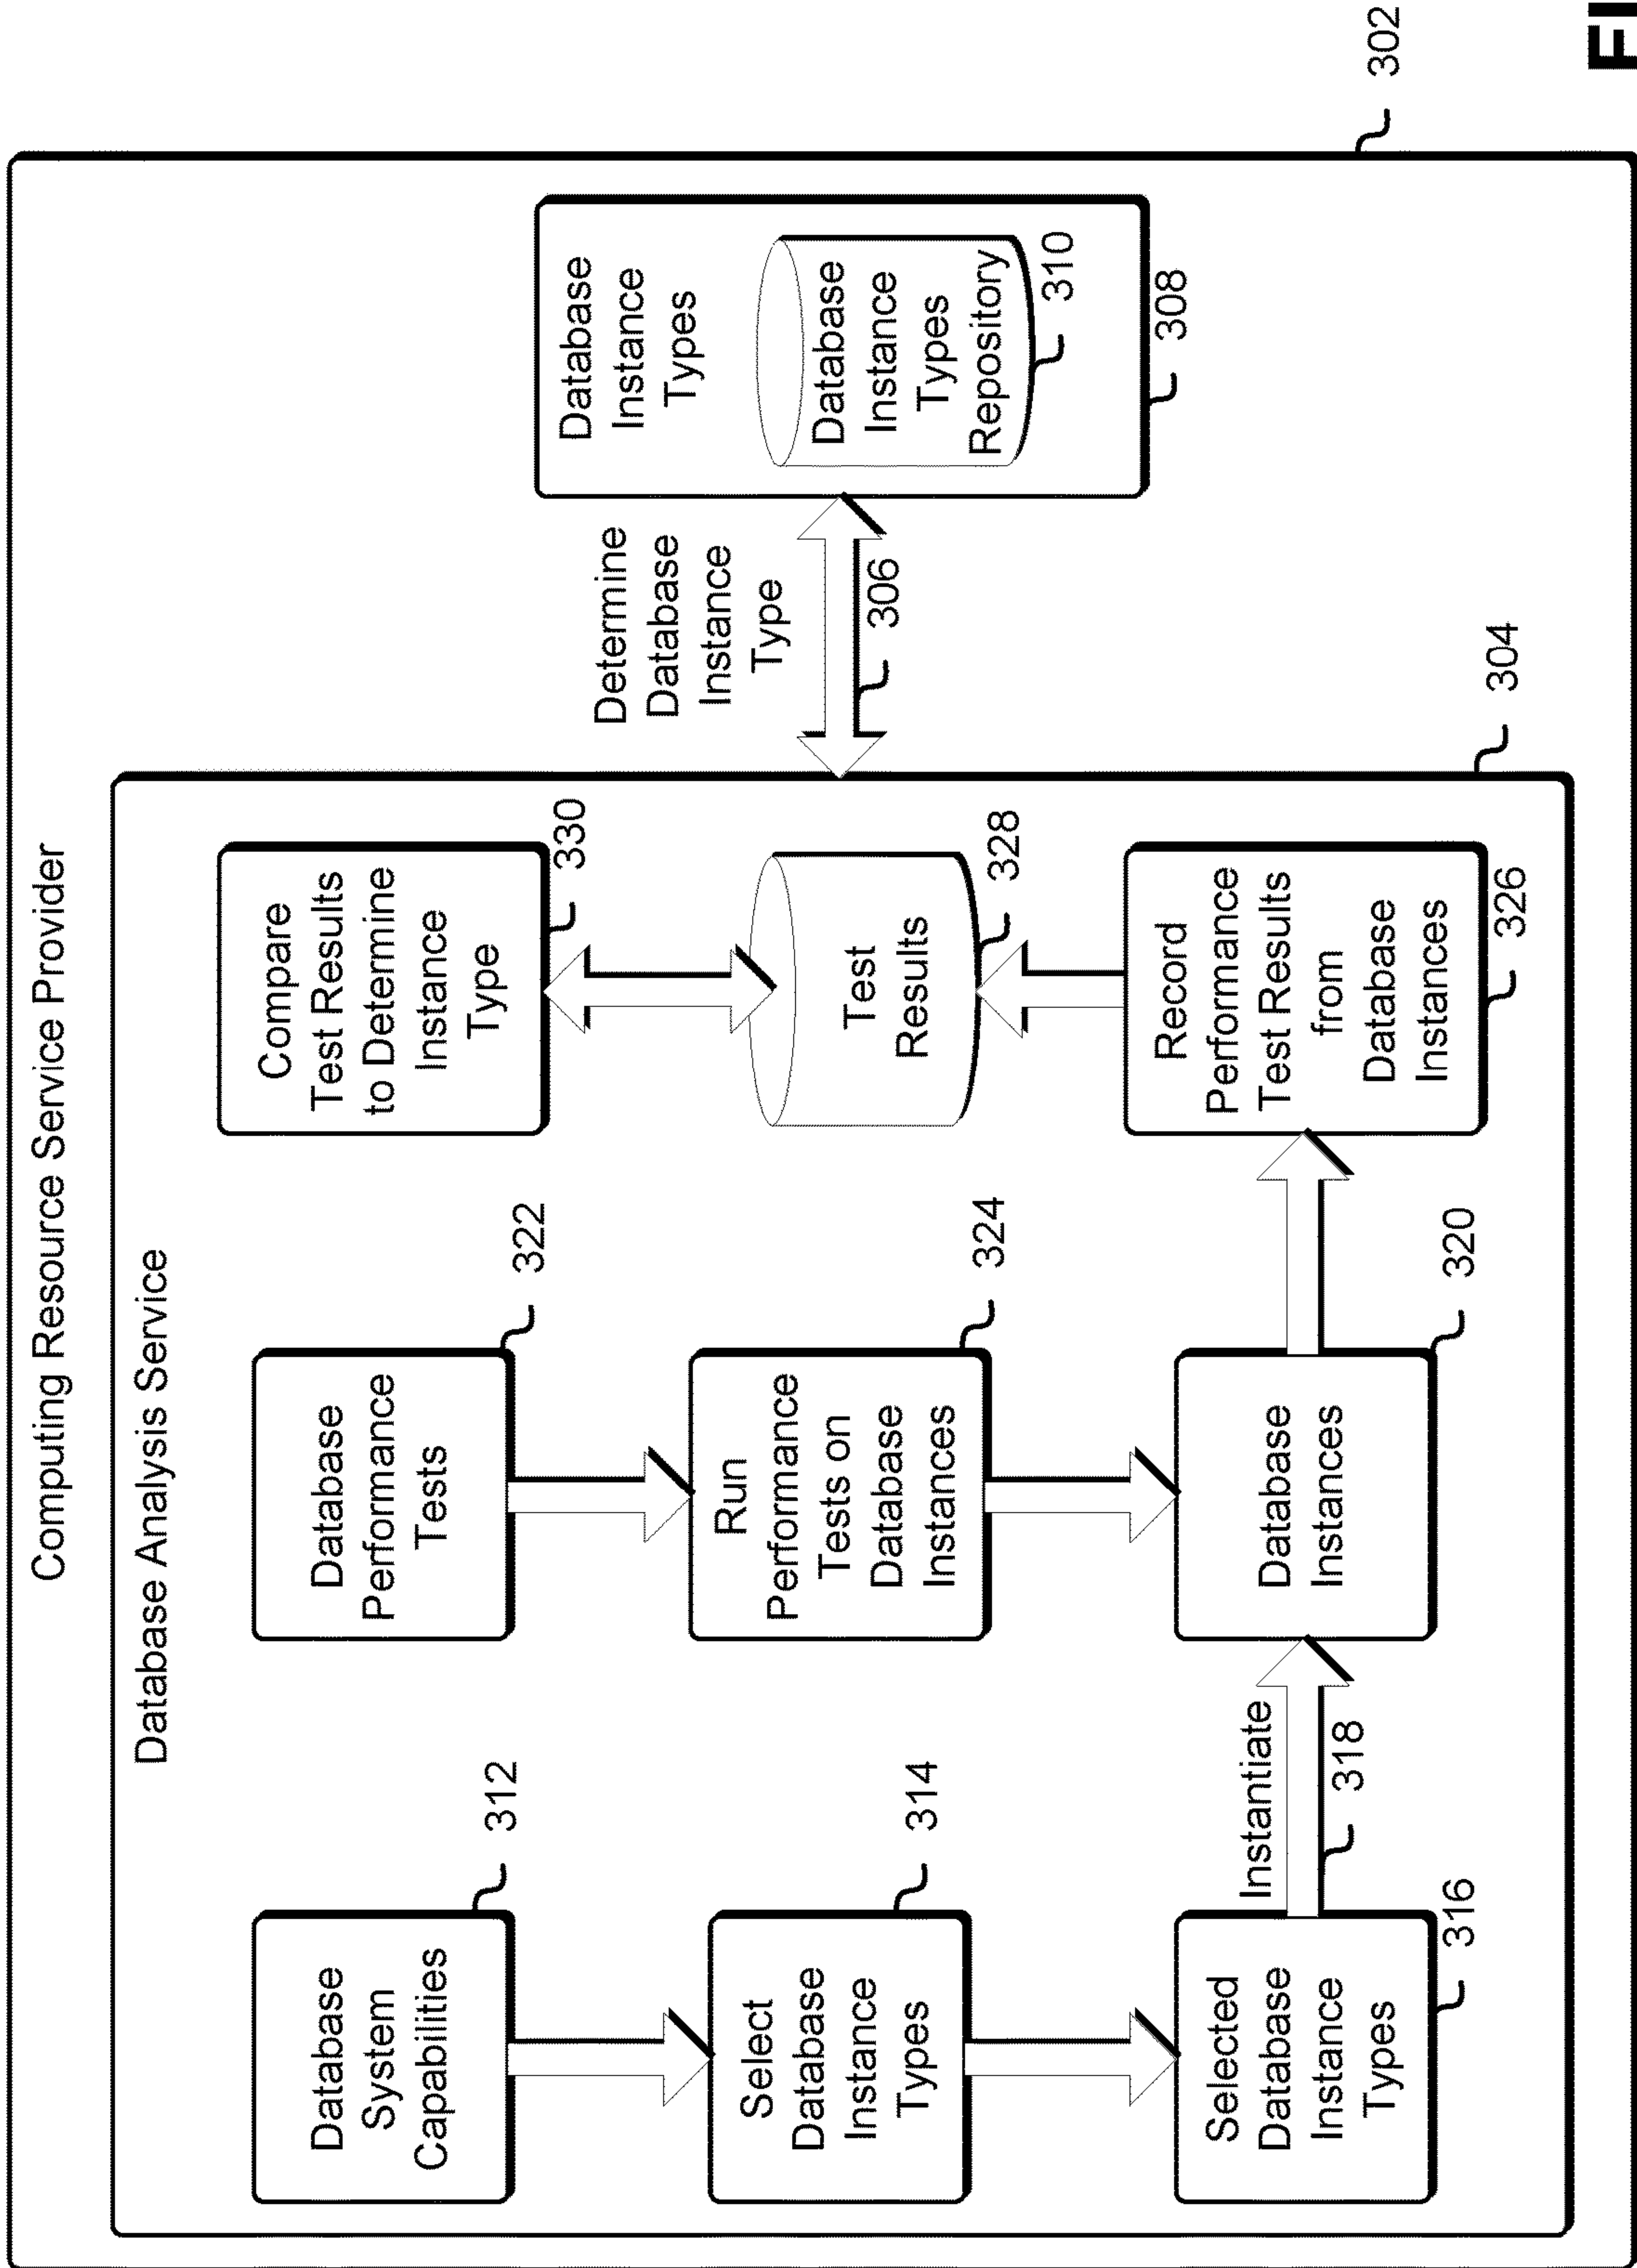 Computing Resource Service Provider
302
Database Analysis Service
304
Database
System
Capabilities
312
Select
Database
Instance
Types
314
Selected
Database
Instance
Types
316
Instantiate
318
Database
Performance
Tests
322
Run
Performance
Tests on
Database
Instances
324
Database
Instances
320
Compare
Test Results
to Determine
Instance
Type
330
Test
Results
328
Record
Performance
Test Results
from
Database
Instances
326
Determine
Database
Instance
Type
306
Database
Instance
Types
Database
Instance
Types
Repository
310
308